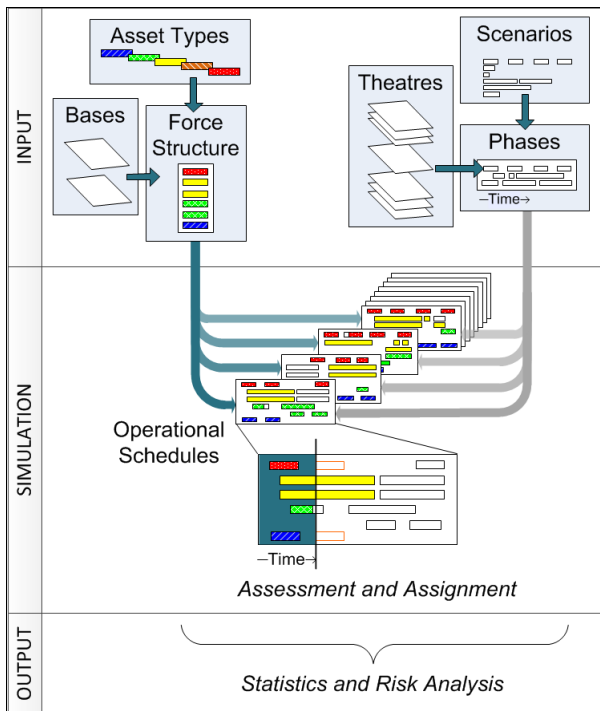 INPUT
Asset Types
Bases
Force
Structure
Scenarios
Theatres
Phases
–Time→
SIMULATION
Operational
Schedules
–Time→
Assessment and Assignment
OUTPUT
Statistics and Risk Analysis